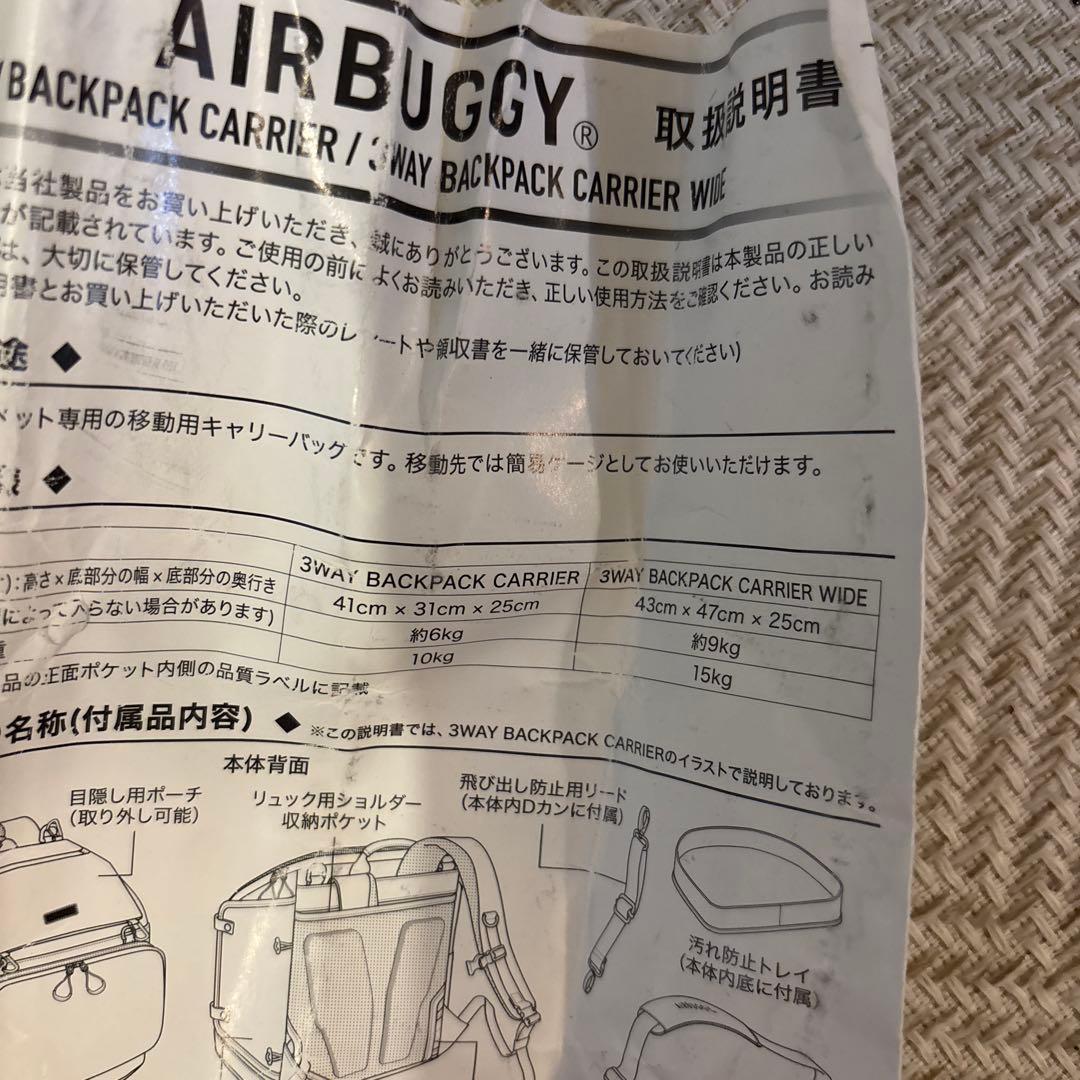 AIRBUGGY® 取扱説明書
BACKPACK CARRIER / 3WAY BACKPACK CARRIER WIDE
当社製品をお買い上げいただき、誠にありがとうございます。この取扱説明書は本製品の正しい
が記載されています。ご使用の前によくお読みいただき、正しい使用方法をご確認ください。お読み
は、大切に保管してください。
書とお買い上げいただいた際のレートや領収書を一緒に保管しておいてください)
途 ◆
ット専用の移動用キャリーバッグです。移動先では簡易ケージとしてお使いいただけます。
◆
3WAY BACKPACK CARRIER 3WAY BACKPACK CARRIER WIDE
):高さ×底部分の幅×底部分の奥行き 41cm × 31cm × 25cm 43cm × 47cm × 25cm
によって入らない場合があります) 約6kg 約9kg
重 10kg 15kg
品の正面ポケット内側の品質ラベルに記載
名称(付属品内容) ◆ ※この説明書では、3WAY BACKPACK CARRIERのイラストで説明しております。
本体背面
目隠し用ポーチ
(取り外し可能)
リュック用ショルダー
収納ポケット
飛び出し防止用リード
(本体内Dカンに付属)
汚れ防止トレイ
(本体内底に付属)